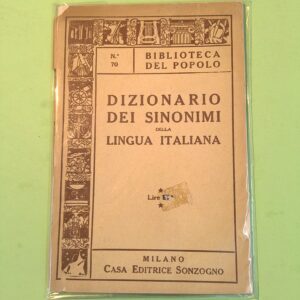 N.°
70
BIBLIOTECA
DEL POPOLO
DIZIONARIO
DEI SINONIMI
DELLA
LINGUA ITALIANA
Lire
MILANO
CASA EDITRICE SONZOGNO